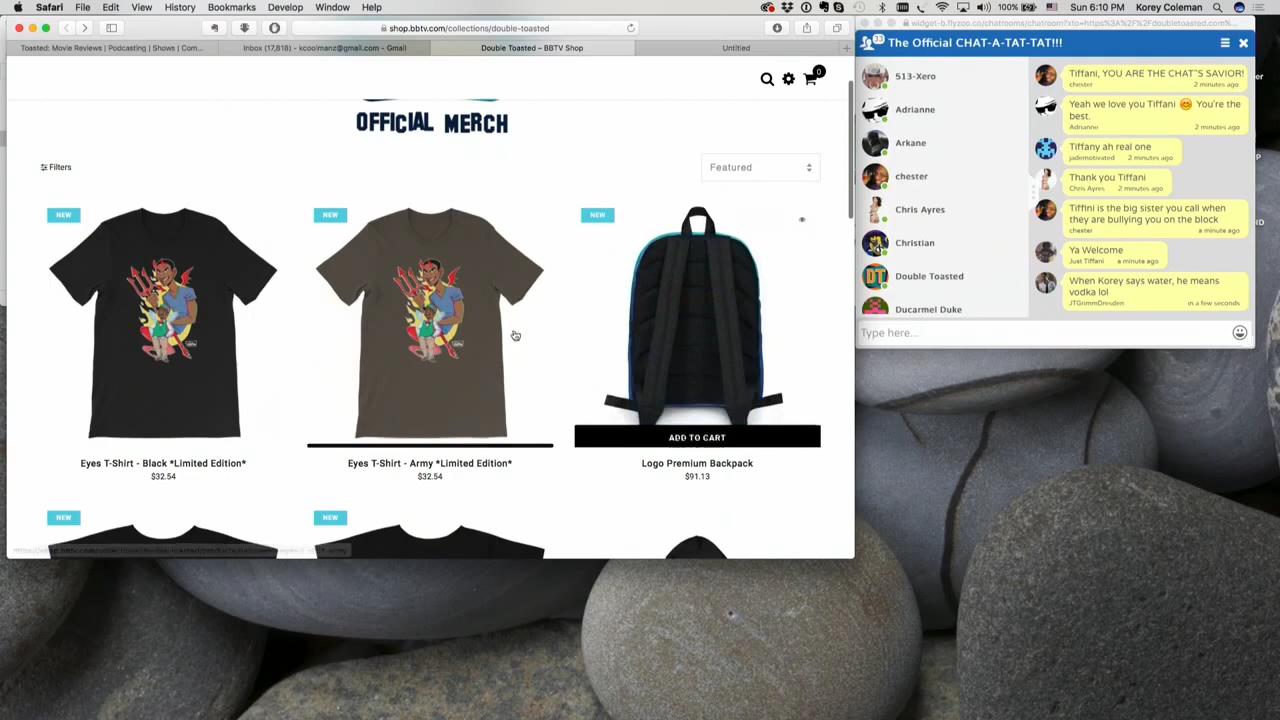 Safari File Edit View History Bookmarks Develop Window Help
100% Sun 6:10 PM Korey Coleman
shop.bbtv.com/collections/double-toasted
Toasted: Movie Reviews | Podcasting | Shows | Com...
Inbox (17,818) - kcoolmanz@gmail.com - Gmail
Double Toasted – BBTV Shop
Untitled
0
OFFICIAL MERCH
Filters
Featured
NEW
NEW
NEW
ADD TO CART
Eyes T-Shirt - Black *Limited Edition*
$32.54
Eyes T-Shirt - Army *Limited Edition*
$32.54
Logo Premium Backpack
$91.13
NEW
NEW
33
The Official CHAT-A-TAT-TAT!!!
513-Xero
Adrianne
Arkane
chester
Chris Ayres
Christian
DT
Double Toasted
Ducarmel Duke
Tiffani, YOU ARE THE CHAT"S SAVIOR!
chester 2 minutes ago
Yeah we love you Tiffani 😊 You're the
best.
Adrianne 2 minutes ago
Tiffany ah real one
jademotivated 2 minutes ago
Thank you Tiffani
Chris Ayres 2 minutes ago
Tiffini is the big sister you call when
they are bullying you on the block
chester a minute ago
Ya Welcome
Just Tiffani a minute ago
When Korey says water, he means
vodka lol
JTGrimmDresden in a few seconds
Type here...